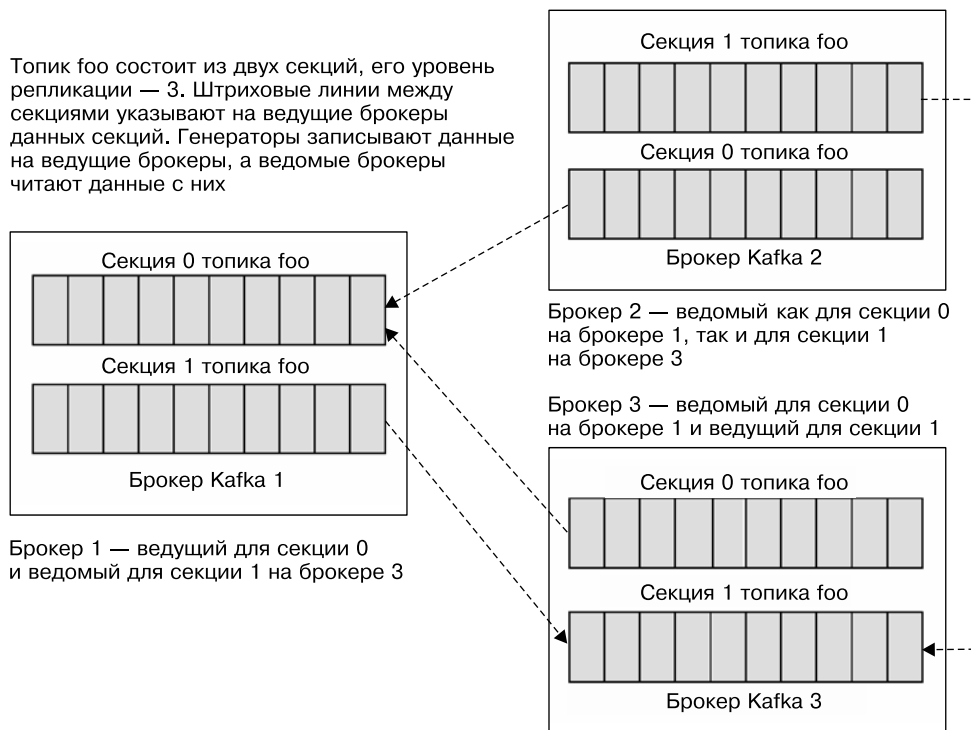 Топик foo состоит из двух секций, его уровень
репликации — 3. Штриховые линии между
секциями указывают на ведущие брокеры
данных секций. Генераторы записывают данные
на ведущие брокеры, а ведомые брокеры
читают данные с них
Секция 0 топика foo
Секция 1 топика foo
Брокер Kafka 1
Брокер 1 — ведущий для секции 0
и ведомый для секции 1 на брокере 3
Секция 1 топика foo
Секция 0 топика foo
Брокер Kafka 2
Брокер 2 — ведомый как для секции 0
на брокере 1, так и для секции 1
на брокере 3
Брокер 3 — ведомый для секции 0
на брокере 1 и ведущий для секции 1
Секция 0 топика foo
Секция 1 топика foo
Брокер Kafka 3